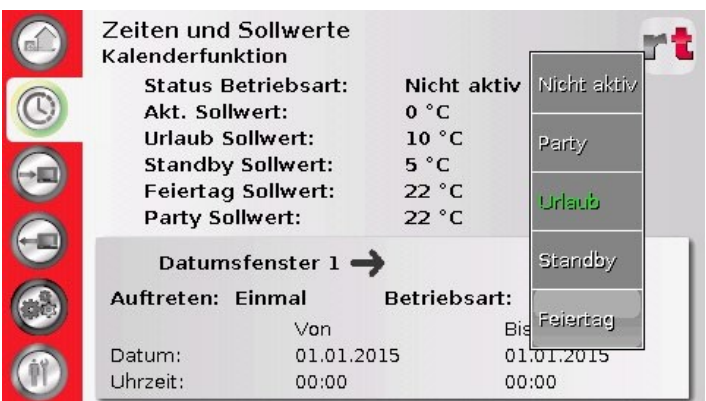 Zeiten und Sollwerte
rt
Kalenderfunktion
Status Betriebsart: Nicht aktiv
Akt. Sollwert: 0 °C
Urlaub Sollwert: 10 °C
Standby Sollwert: 5 °C
Feiertag Sollwert: 22 °C
Party Sollwert: 22 °C
Nicht aktiv
Party
Urlaub
Standby
Feiertag
Datumsfenster 1
Auftreten: Einmal Betriebsart:
Von Bis
Datum: 01.01.2015 01.01.2015
Uhrzeit: 00:00 00:00